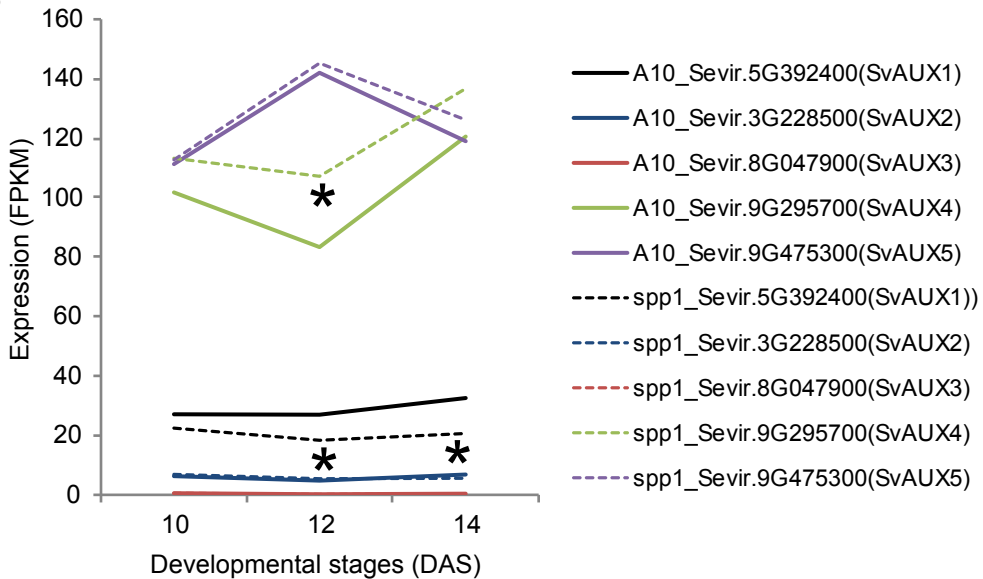 160
140
120
100
80
60
40
20
0
Expression (FPKM)
10
12
14
Developmental stages (DAS)
*
*
*
A10_Sevir.5G392400(SvAUX1)
A10_Sevir.3G228500(SvAUX2)
A10_Sevir.8G047900(SvAUX3)
A10_Sevir.9G295700(SvAUX4)
A10_Sevir.9G475300(SvAUX5)
spp1_Sevir.5G392400(SvAUX1))
spp1_Sevir.3G228500(SvAUX2)
spp1_Sevir.8G047900(SvAUX3)
spp1_Sevir.9G295700(SvAUX4)
spp1_Sevir.9G475300(SvAUX5)